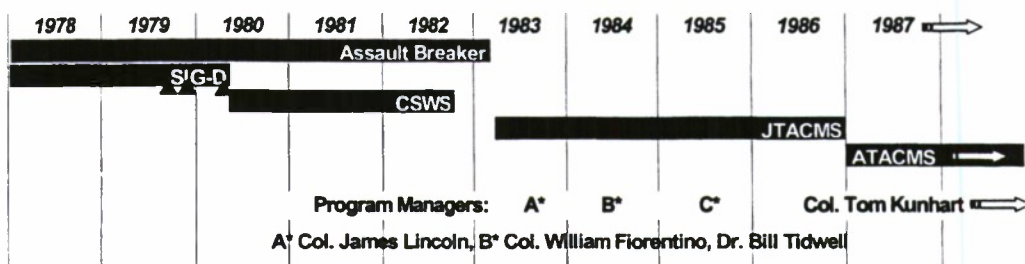 1978 1979 1980 1981 1982 1983 1984 1985 1986 1987
Assault Breaker
SIG-D
CSWS
JTACMS
ATACMS
Program Managers: A* B* C* Col. Tom Kunhart
A* Col. James Lincoln, B* Col. William Fiorentino, Dr. Bill Tidwell